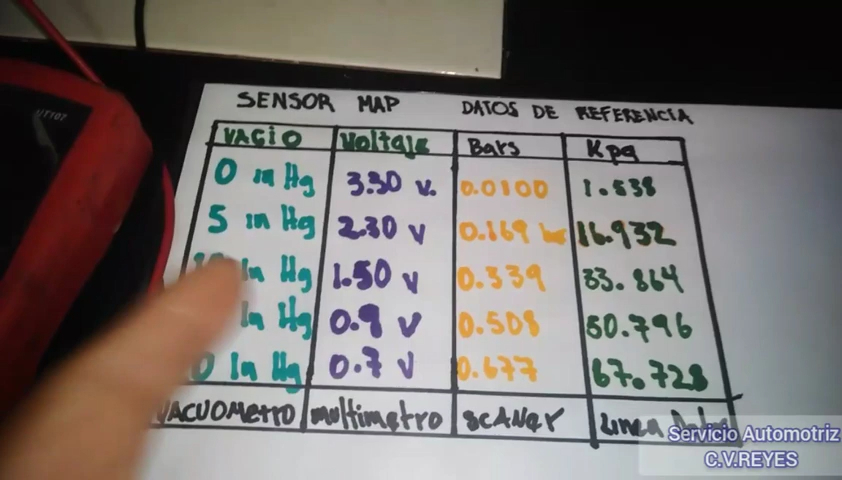 UT107
SENSOR MAP DATOS DE REFERENCIA
VACIO Voltaje Bars Kpa
0 in Hg 3.30 v. 0.0100 1.538
5 in Hg 2.30 v 0.169 16.932
In Hg 1.50 v 0.339 33.864
In Hg 0.9 v 0.508 50.796
0 In Hg 0.7 v 0.677 67.728
VACUOMETRO multimetro SCANer Linea
Servicio Automotriz
C.V.REYES